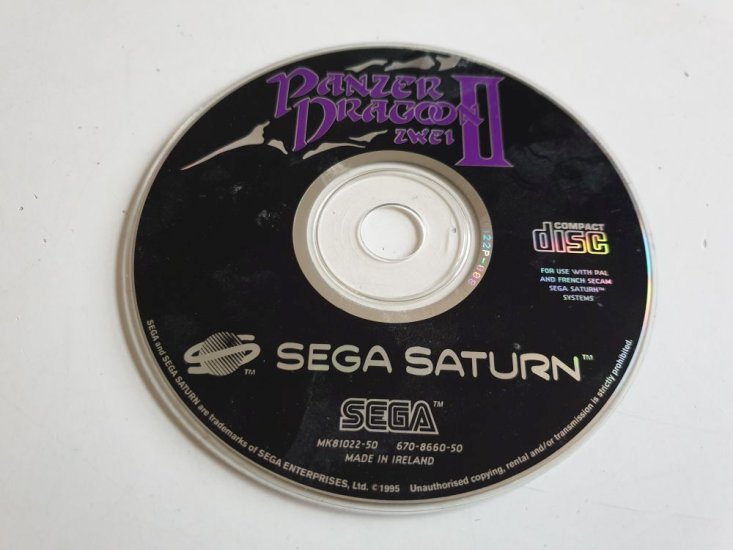 PANZER
DRAGOON II
ZWEI
COMPACT
disc
FOR USE WITH PAL
AND FRENCH SECAM
SEGA SATURN™
SYSTEMS
SEGA SATURN™
TM
SEGA™
MK81022-50 670-8660-50
MADE IN IRELAND
SEGA and SEGA SATURN are trademarks of SEGA ENTERPRISES, Ltd. ©1995 Unauthorised copying, rental and/or transmission is strictly prohibited.